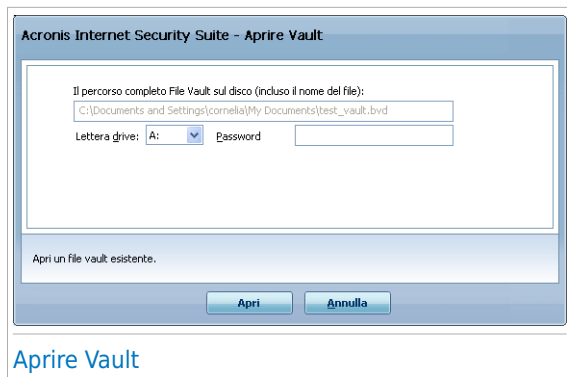 Acronis Internet Security Suite - Aprire Vault
Il percorso completo File Vault sul disco (incluso il nome del file):
C:\Documents and Settings\cornelia\My Documents\test_vault.bvd
Lettera drive: A: Password
Apri un file vault esistente.
Apri Annulla
Aprire Vault